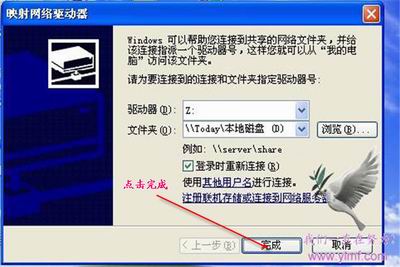 映射网络驱动器
Windows 可以帮助您连接到共享的网络文件夹，并给
该连接指派一个驱动器号，这样您就可以从“我的电
脑”访问该文件夹。
请为要连接到的连接和文件夹指定驱动器号:
驱动器(D): Z:
文件夹(O): \\Today\本地磁盘 (D) 浏览(B)...
例如: \\server\share
登录时重新连接(R)
使用其他用户名进行连接。
点击完成
注册联机存储或连接到网络服务器
< 上一步(B) 完成 取消
www.ylmf.com